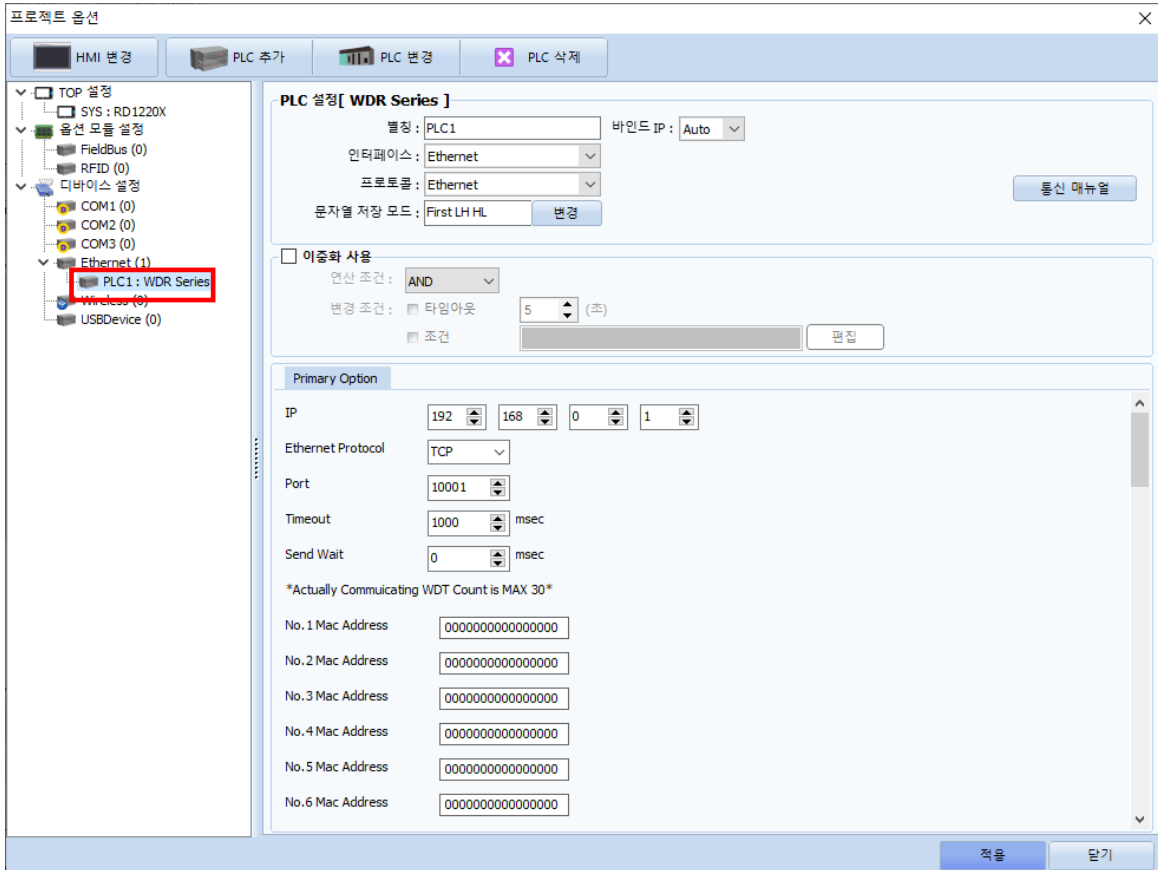 프로젝트 옵션
HMI 변경 PLC 추가 PLC 변경 PLC 삭제
TOP 설정
SYS : RD1220X
옵션 모듈 설정
FieldBus (0)
RFID (0)
디바이스 설정
COM1 (0)
COM2 (0)
COM3 (0)
Ethernet (1)
PLC1 : WDR Series
Wireless (0)
USBDevice (0)
PLC 설정[ WDR Series ]
별칭 : PLC1 바인드 IP : Auto
인터페이스 : Ethernet
프로토콜 : Ethernet
통신 매뉴얼
문자열 저장 모드 : First LH HL 변경
이중화 사용
연산 조건 : AND
변경 조건 : 타임아웃 5 (초)
조건 편집
Primary Option
IP 192 168 0 1
Ethernet Protocol TCP
Port 10001
Timeout 1000 msec
Send Wait 0 msec
*Actually Commuicating WDT Count is MAX 30*
No.1 Mac Address 0000000000000000
No.2 Mac Address 0000000000000000
No.3 Mac Address 0000000000000000
No.4 Mac Address 0000000000000000
No.5 Mac Address 0000000000000000
No.6 Mac Address 0000000000000000
적용 닫기